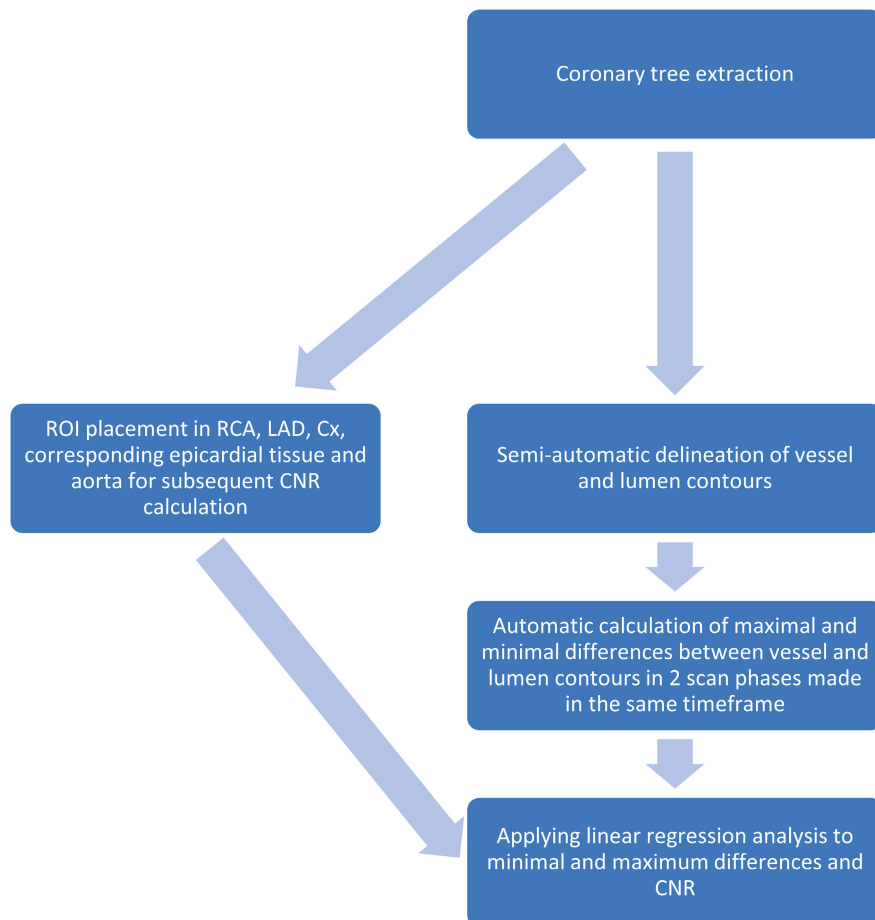 Coronary tree extraction
ROI placement in RCA, LAD, Cx,
corresponding epicardial tissue and
aorta for subsequent CNR
calculation
Semi-automatic delineation of vessel
and lumen contours
Automatic calculation of maximal and
minimal differences between vessel and
lumen contours in 2 scan phases made
in the same timeframe
Applying linear regression analysis to
minimal and maximum differences and
CNR